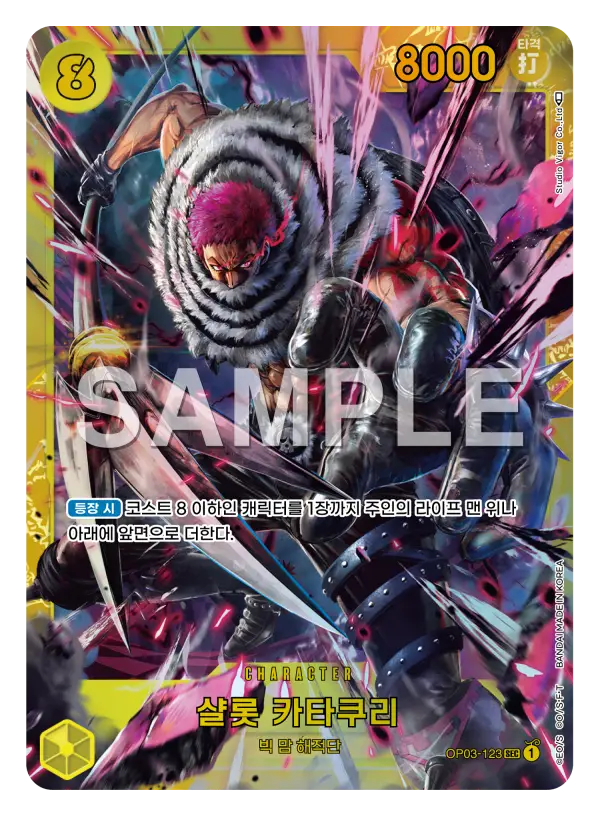 8
8000
타격
打
Studio Vigor Co.,Ltd
SAMPLE
등장 시 코스트 8 이하인 캐릭터를 1장까지 주인의 라이프 맨 위나
아래에 앞면으로 더한다.
CHARACTER
샬롯 카타쿠리
빅 맘 해적단
OP03-123 SEC 1
©EO/S ©O/S·F·T BANDAI MADE IN KOREA